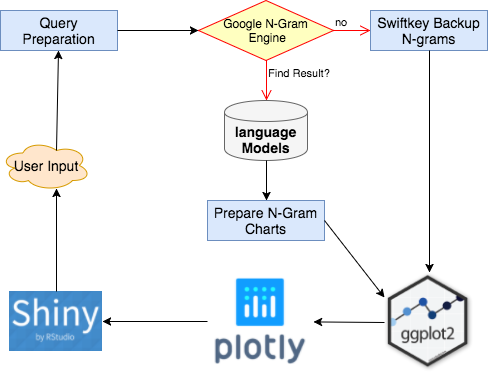 Query
Preparation
Google N-Gram
Engine
no
Swiftkey Backup
N-grams
Find Result?
language
Models
User Input
Prepare N-Gram
Charts
Shiny
by RStudio
plotly
ggplot2